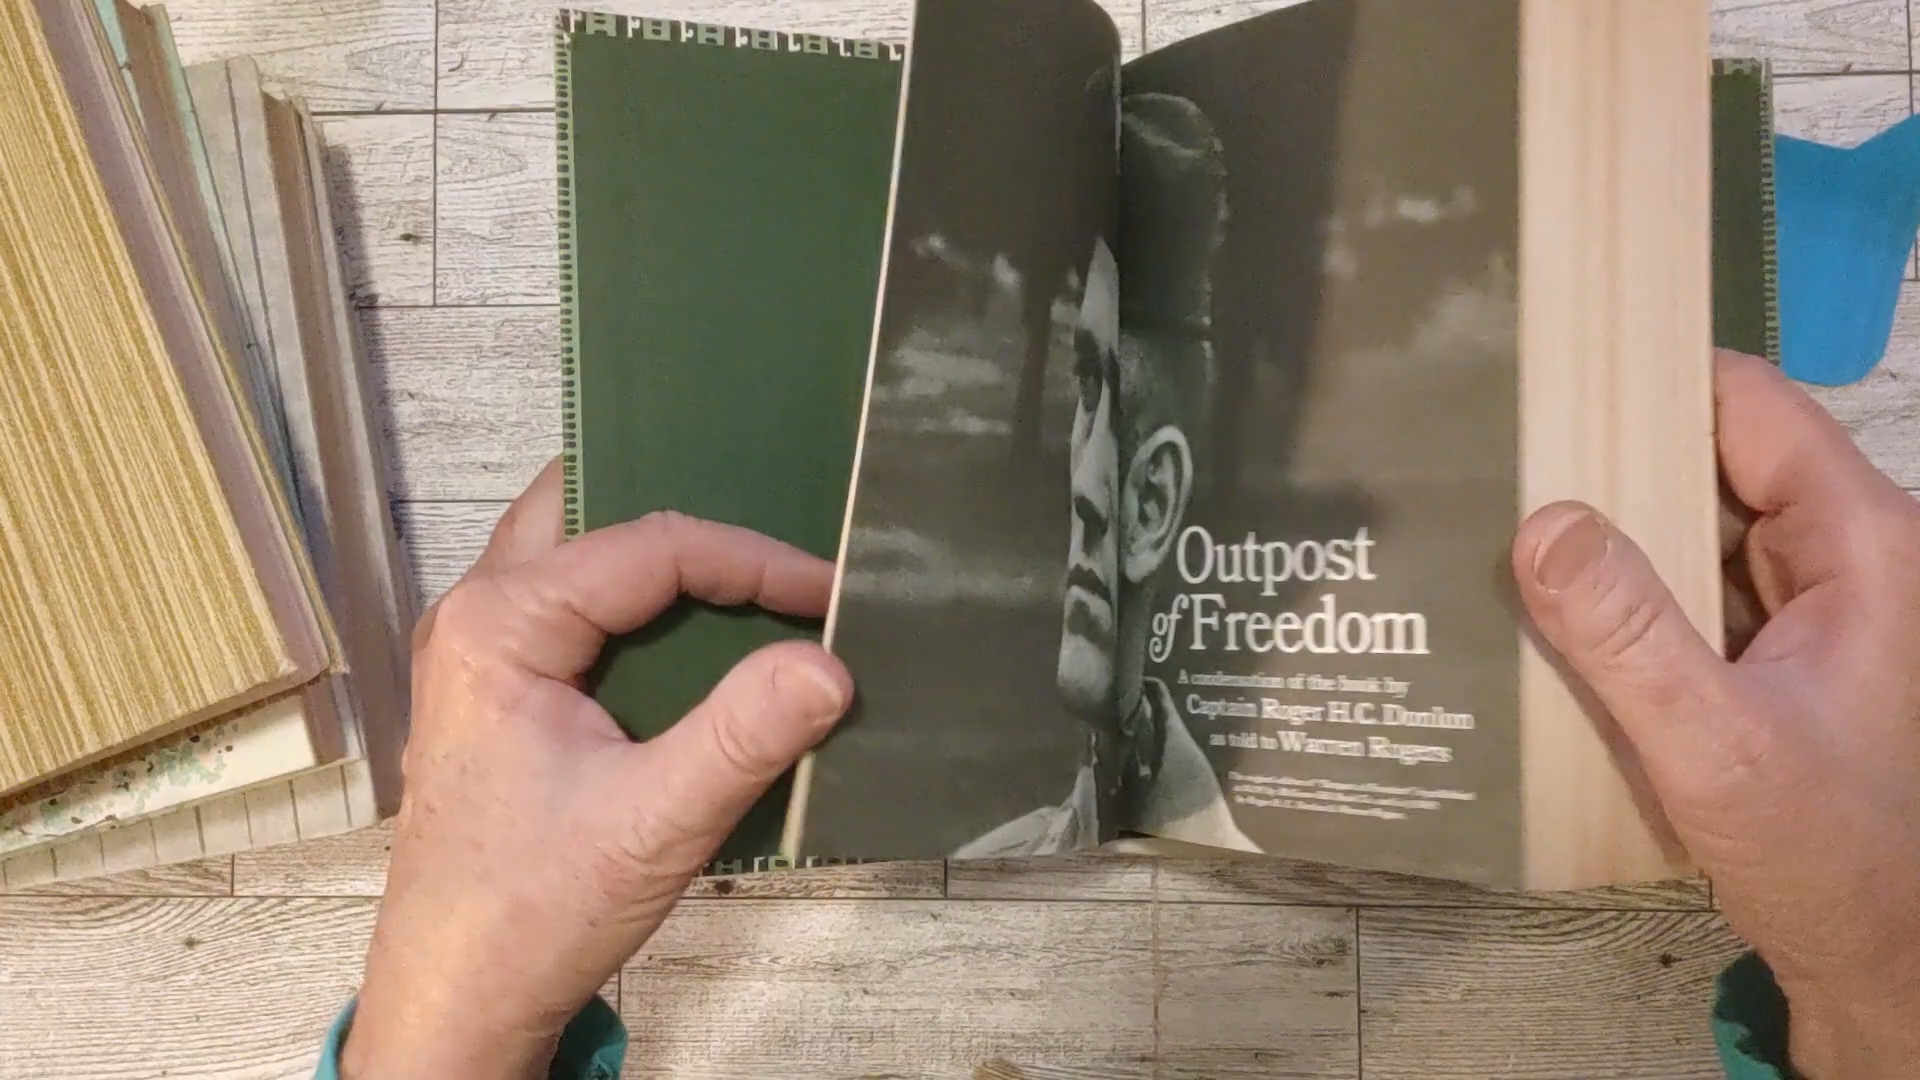 Outpost
of Freedom
A condensation of the book by
Captain Roger H.C. Donlon
as told to Warren Rogers